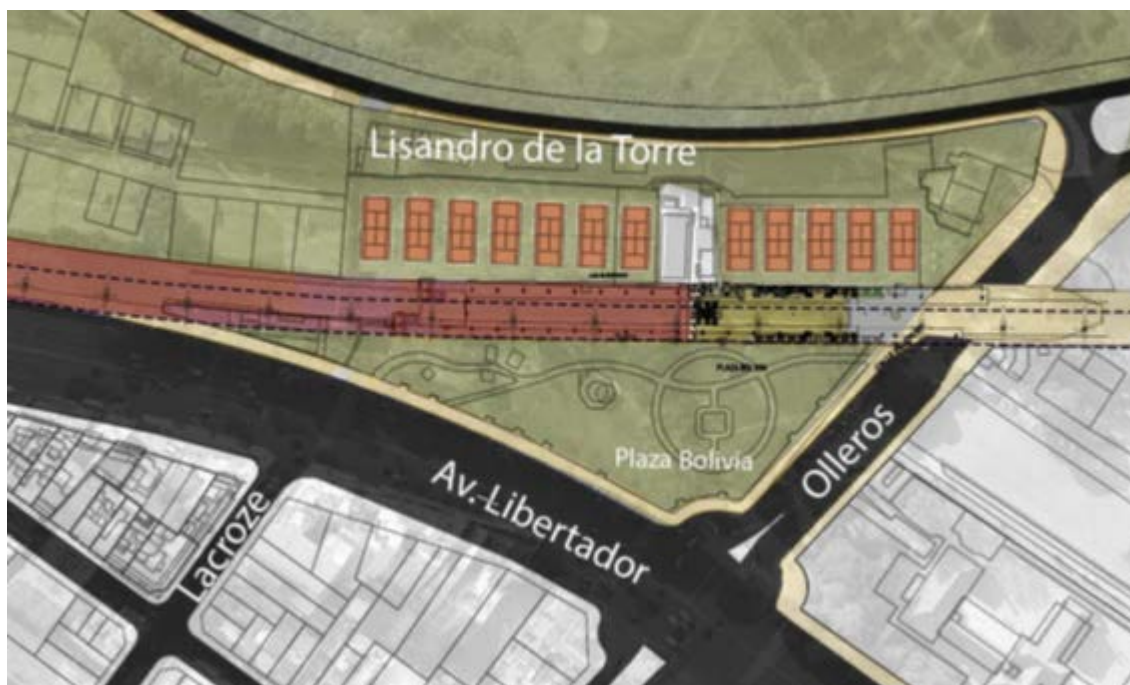 Lisandro de la Torre
Plaza Bolivia
Av. Libertador
Olleros
Lacroze